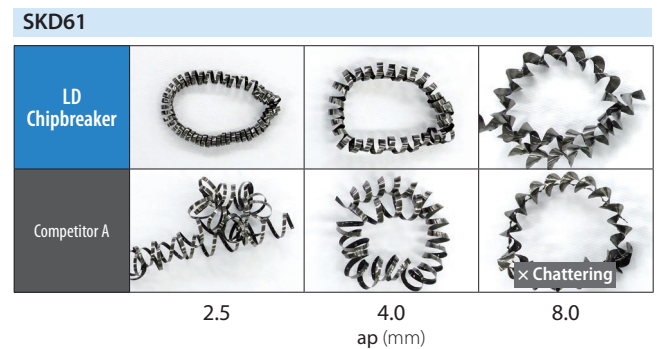 SKD61
LD
Chipbreaker
Competitor A
× Chattering
2.5 4.0 8.0
ap (mm)